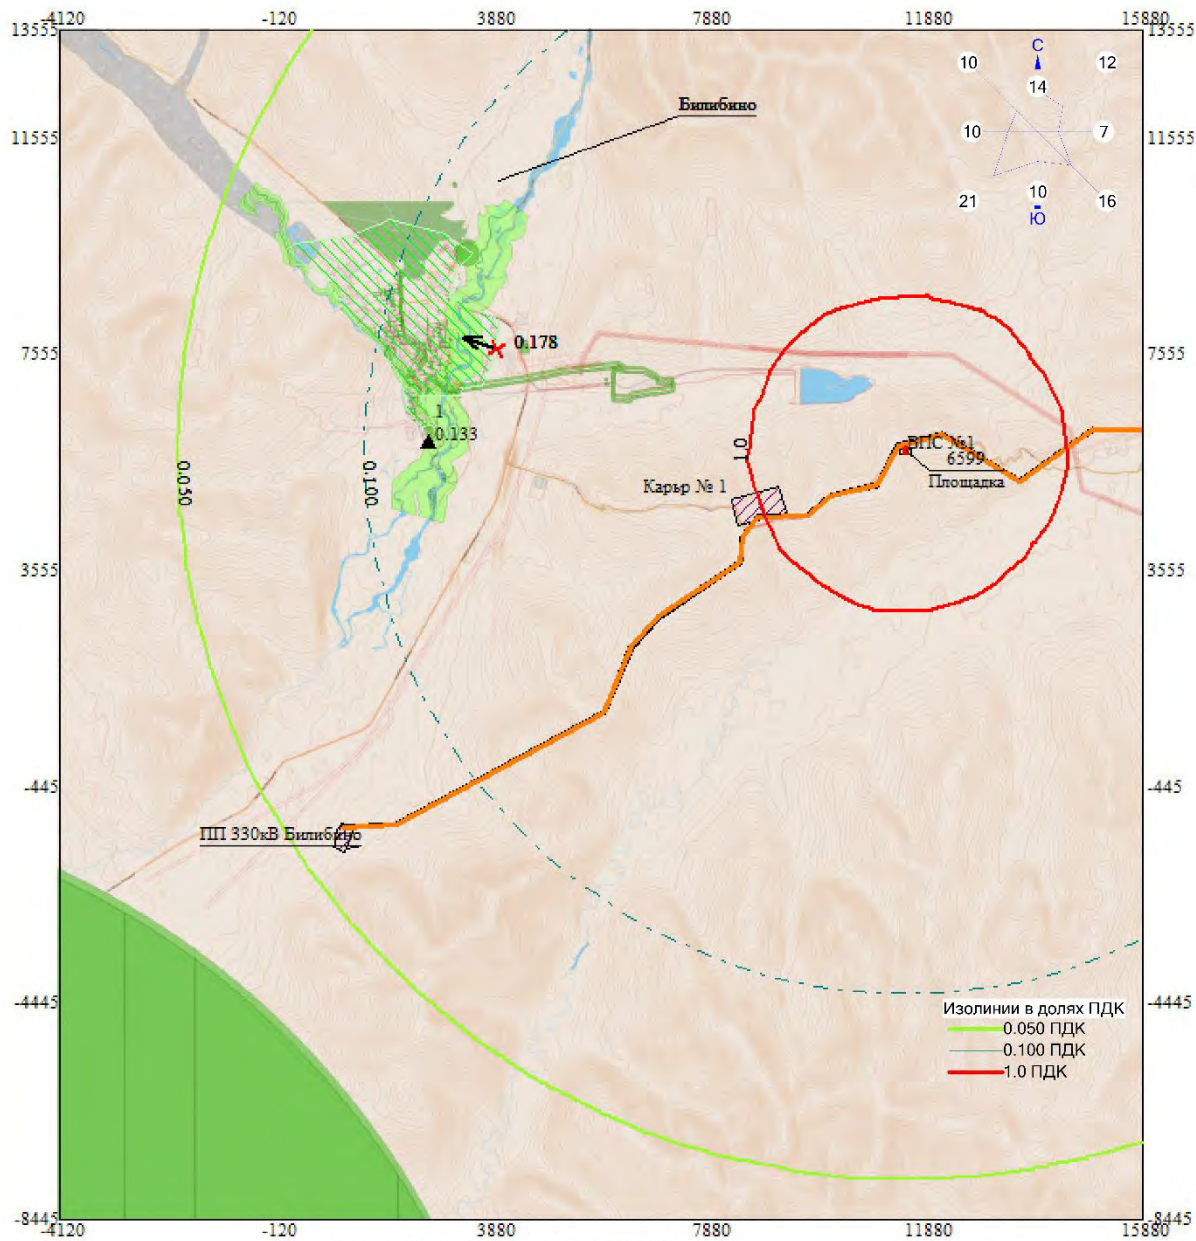 -4120 -120 3880 7880 11880 15880
13555 13555
С
10 12
14
Билибино
11555 11555
10 7
10
21 16
Ю
7555 0.178 7555
1
0.133
1.0
ВПС №1
6599
0.050
0.100
Карьр № 1
Площадка
3555 3555
-445 -445
ПП 330кВ Билибино
-4445 -4445
Изолинии в долях ПДК
0.050 ПДК
0.100 ПДК
1.0 ПДК
-8445 -8445
-4120 -120 3880 7880 11880 15880